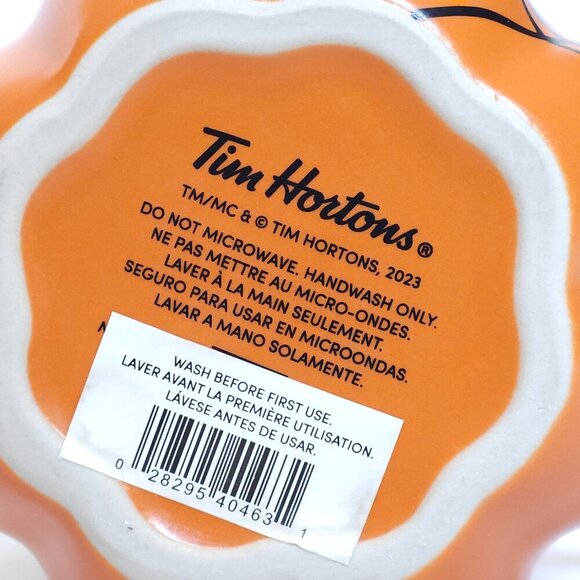 Tim Hortons®
TM/MC & © TIM HORTONS, 2023
DO NOT MICROWAVE. HANDWASH ONLY.
NE PAS METTRE AU MICRO-ONDES.
LAVER À LA MAIN SEULEMENT.
SEGURO PARA USAR EN MICROONDAS.
LAVAR A MANO SOLAMENTE.
WASH BEFORE FIRST USE.
LAVER AVANT LA PREMIÈRE UTILISATION.
LÁVESE ANTES DE USAR.
0 28295 40463 1